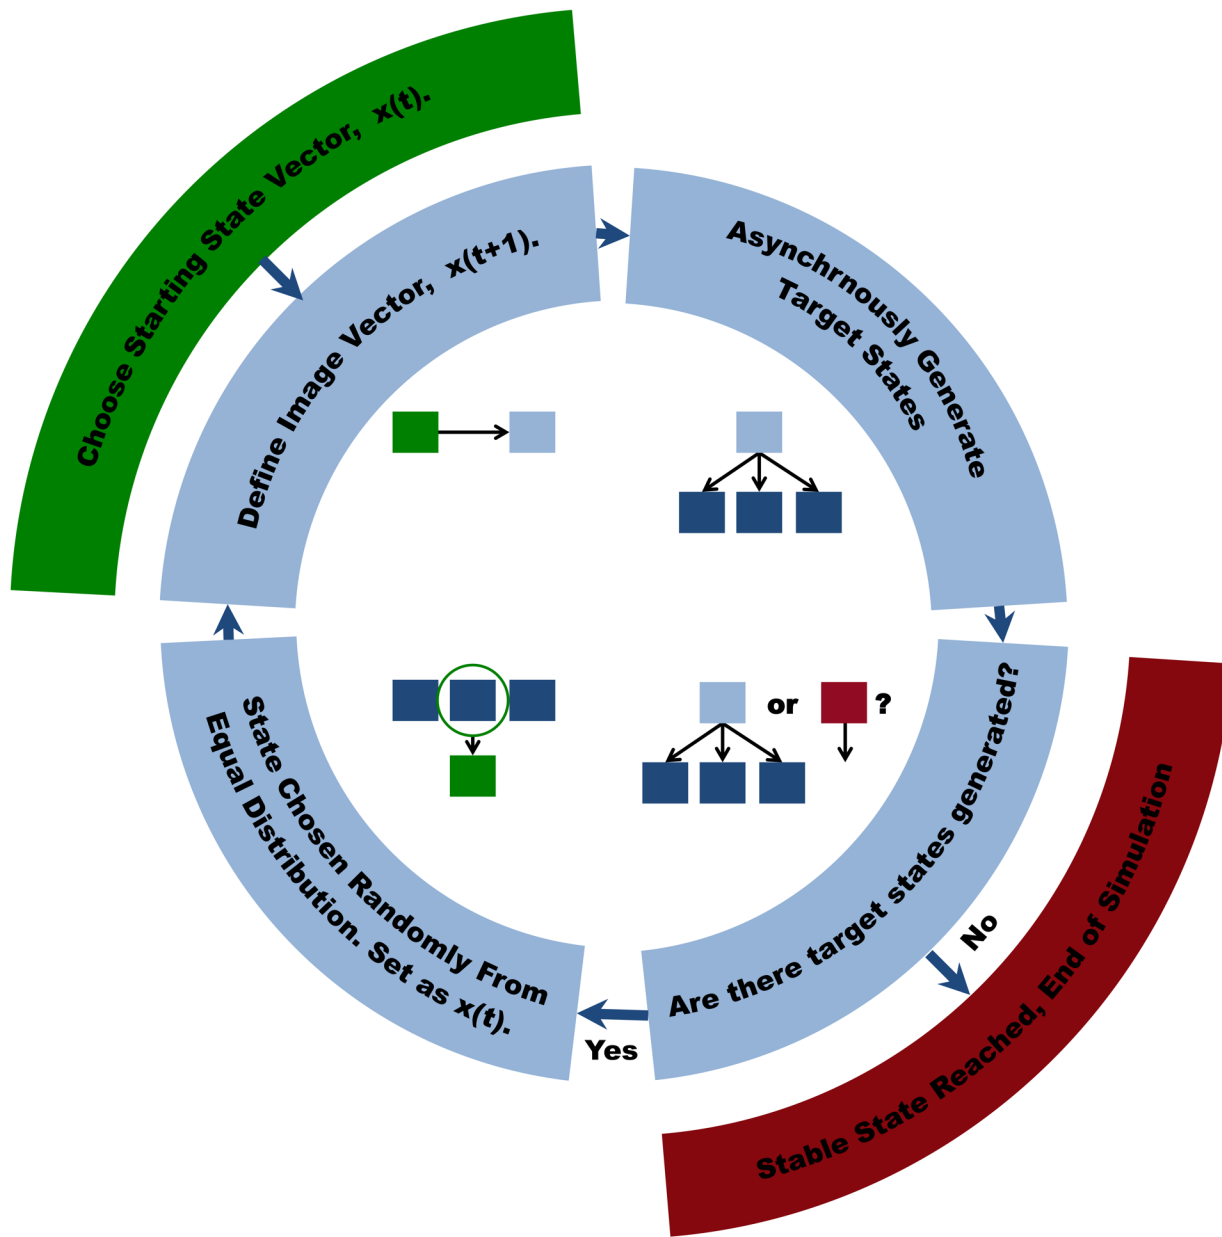 Choose Starting State Vector, x(t).
Define Image Vector, x(t+1).
Asynchrnously Generate
Target States
Are there target states generated?
No
Stable State Reached, End of Simulation
Yes
State Chosen Randomly From
Equal Distribution. Set as x(t).
or
?